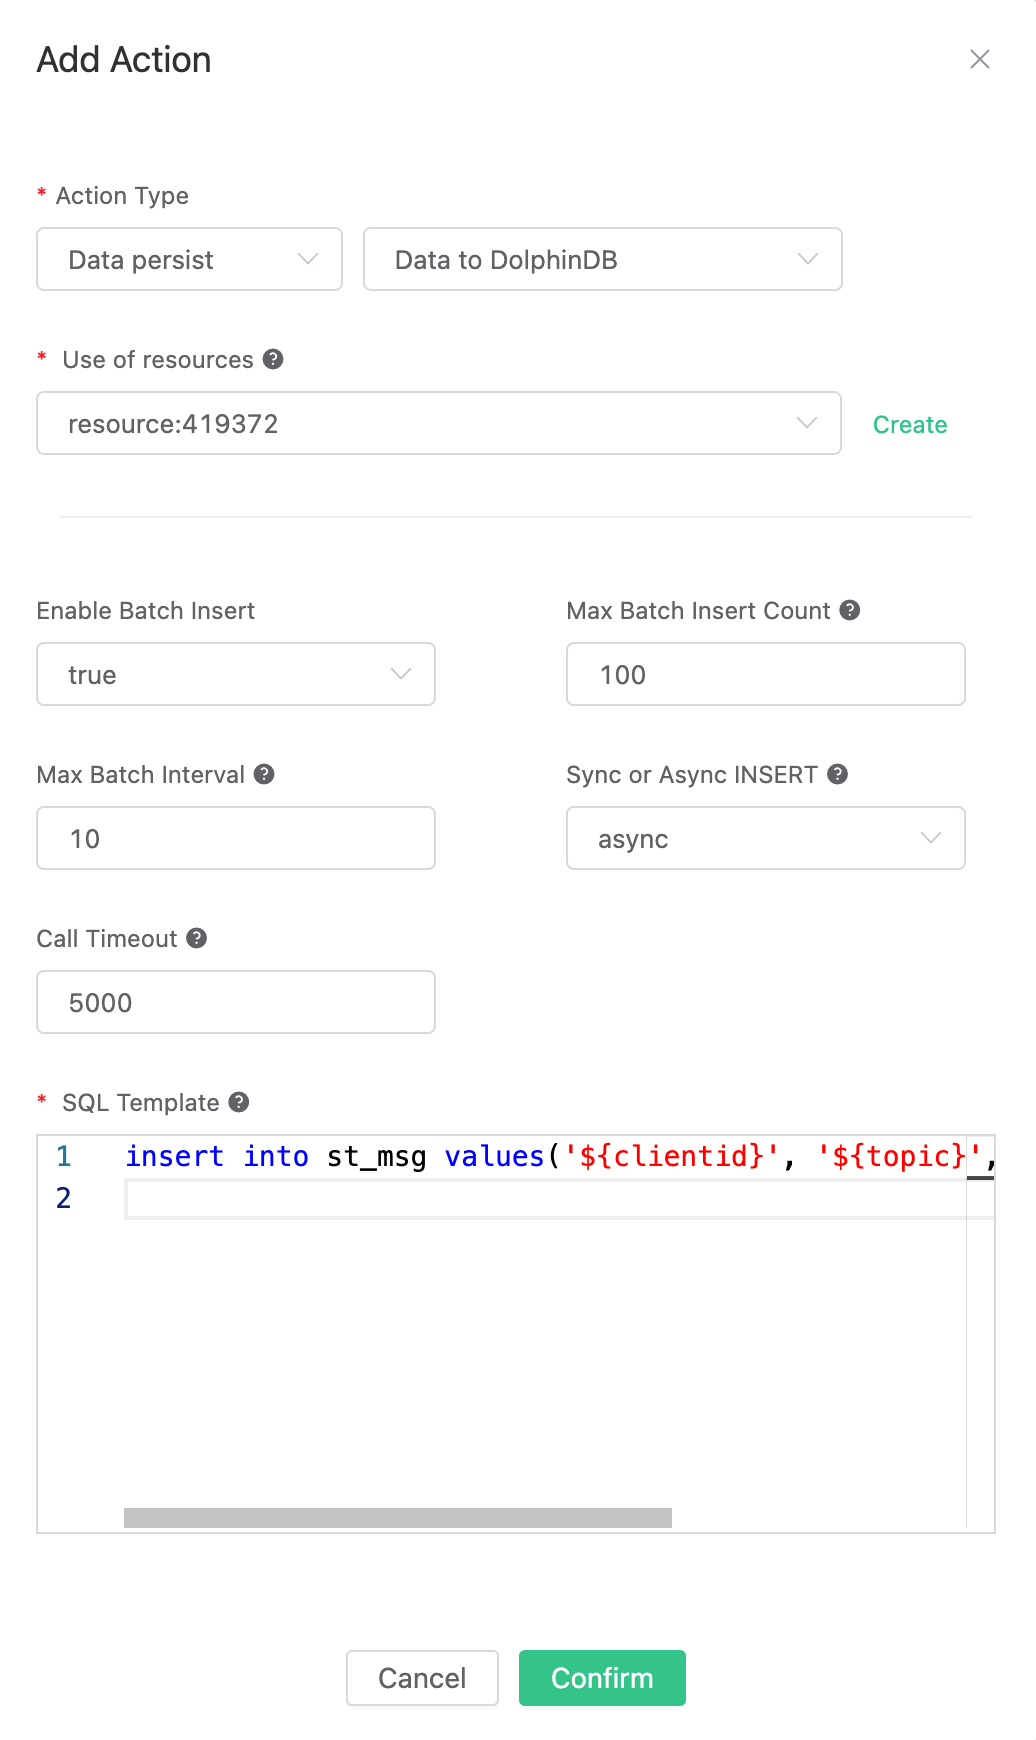 Add Action
* Action Type
Data persist
Data to DolphinDB
* Use of resources ?
resource:419372
Create
Enable Batch Insert
Max Batch Insert Count ?
true
100
Max Batch Interval ?
Sync or Async INSERT ?
10
async
Call Timeout ?
5000
* SQL Template ?
1 insert into st_msg values('${clientid}', '${topic}',
2
Cancel
Confirm